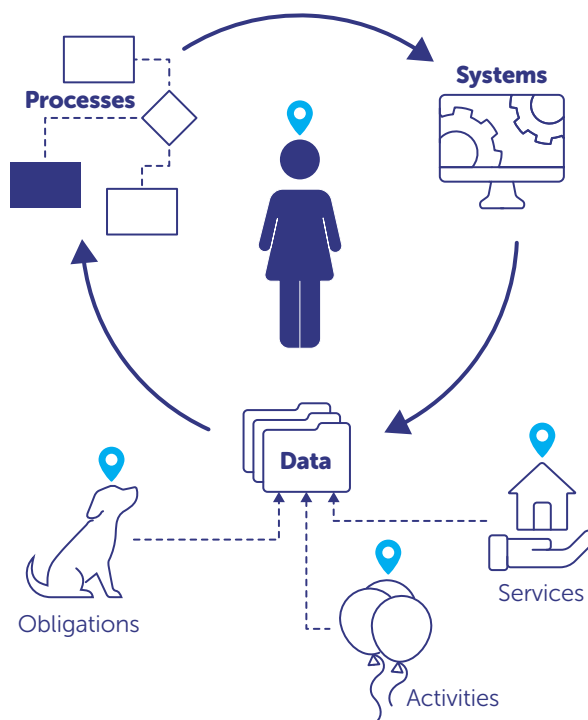 Systems
Processes
Data
Services
Obligations
Activities